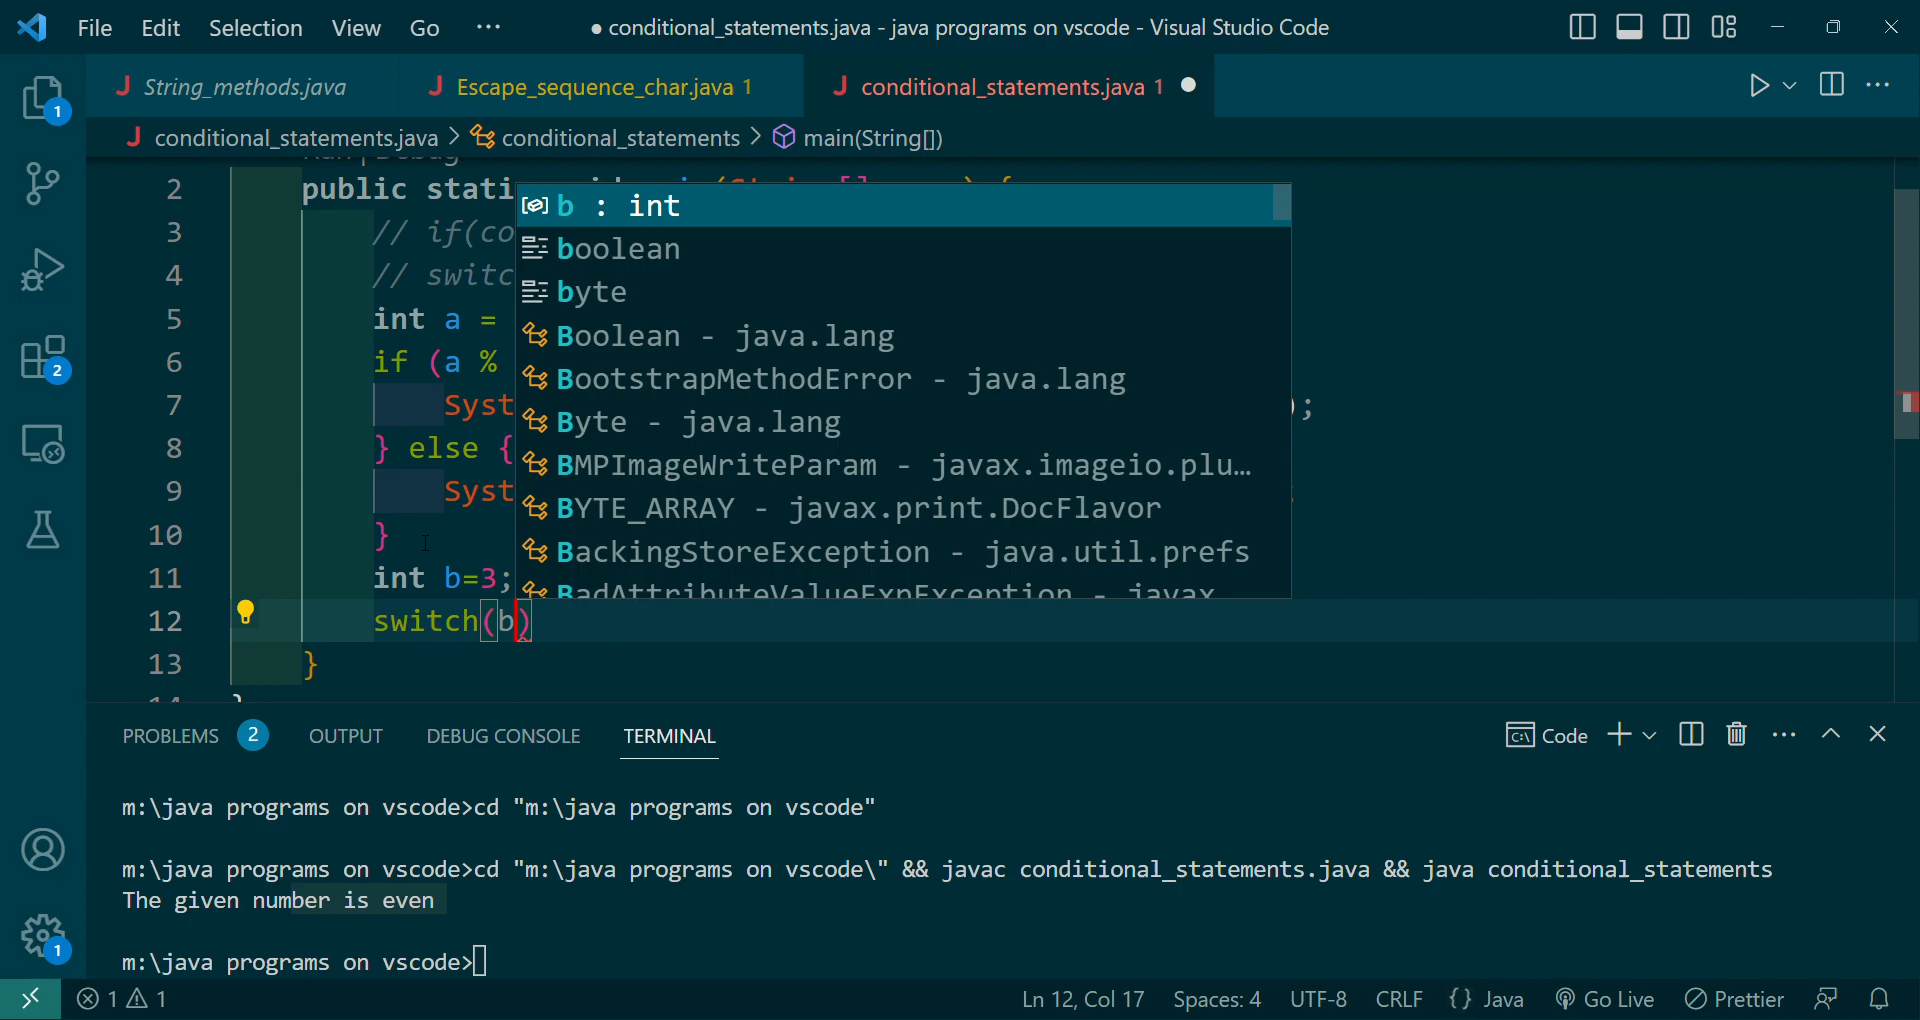 File Edit Selection View Go ··· ● conditional_statements.java - java programs on vscode - Visual Studio Code
String_methods.java Escape_sequence_char.java 1 conditional_statements.java 1
conditional_statements.java > conditional_statements > main(String[])
2 public stati
3 // if(co
4 // switc
5 int a =
6 if (a %
7 Syst );
8 } else {
9 Syst
10 }
11 int b=3;
12 switch(b)
13 }
14 }
b : int
boolean
byte
Boolean - java.lang
BootstrapMethodError - java.lang
Byte - java.lang
BMPImageWriteParam - javax.imageio.plu…
BYTE_ARRAY - javax.print.DocFlavor
BackingStoreException - java.util.prefs
BadAttributeValueExpException - javax
PROBLEMS 2 OUTPUT DEBUG CONSOLE TERMINAL Code
m:\java programs on vscode>cd "m:\java programs on vscode"
m:\java programs on vscode>cd "m:\java programs on vscode\" && javac conditional_statements.java && java conditional_statements
The given number is even
m:\java programs on vscode>
1 1 Ln 12, Col 17 Spaces: 4 UTF-8 CRLF {} Java Go Live Prettier
1
2
1